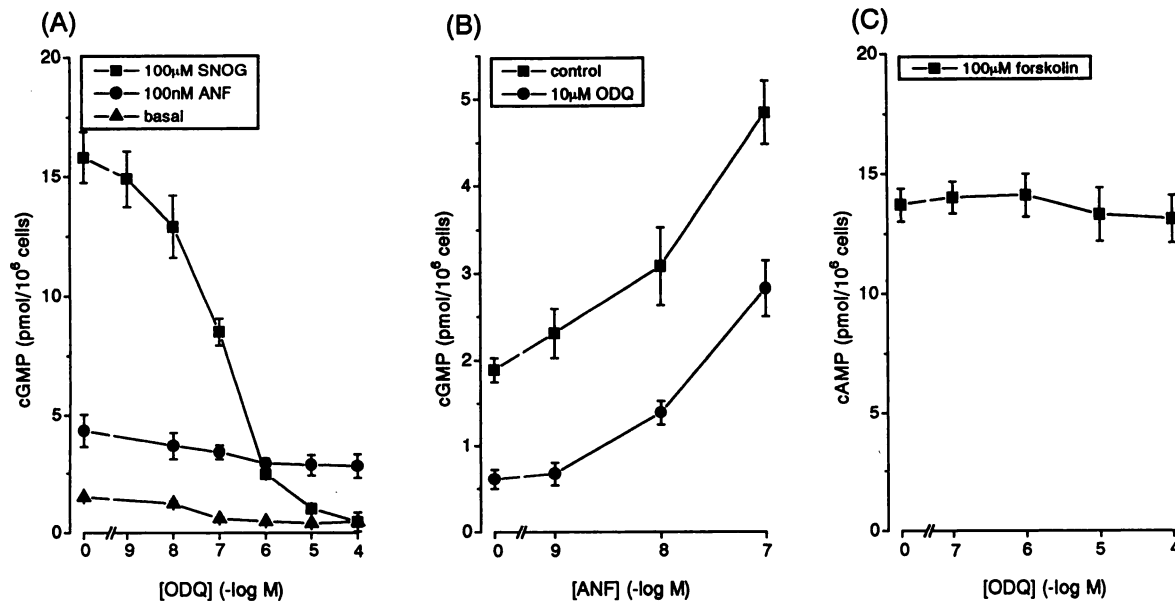 (A)
20
15
10
5
0
cGMP (pmol/10⁶ cells)
100μM SNOG
100nM ANF
basal
0 9 8 7 6 5 4
[ODQ] (-log M)
(B)
5
4
3
2
1
0
cGMP (pmol/10⁶ cells)
control
10μM ODQ
0 9 8 7
[ANF] (-log M)
(C)
20
15
10
5
0
cAMP (pmol/10⁶ cells)
100μM forskolin
0 7 6 5 4
[ODQ] (-log M)